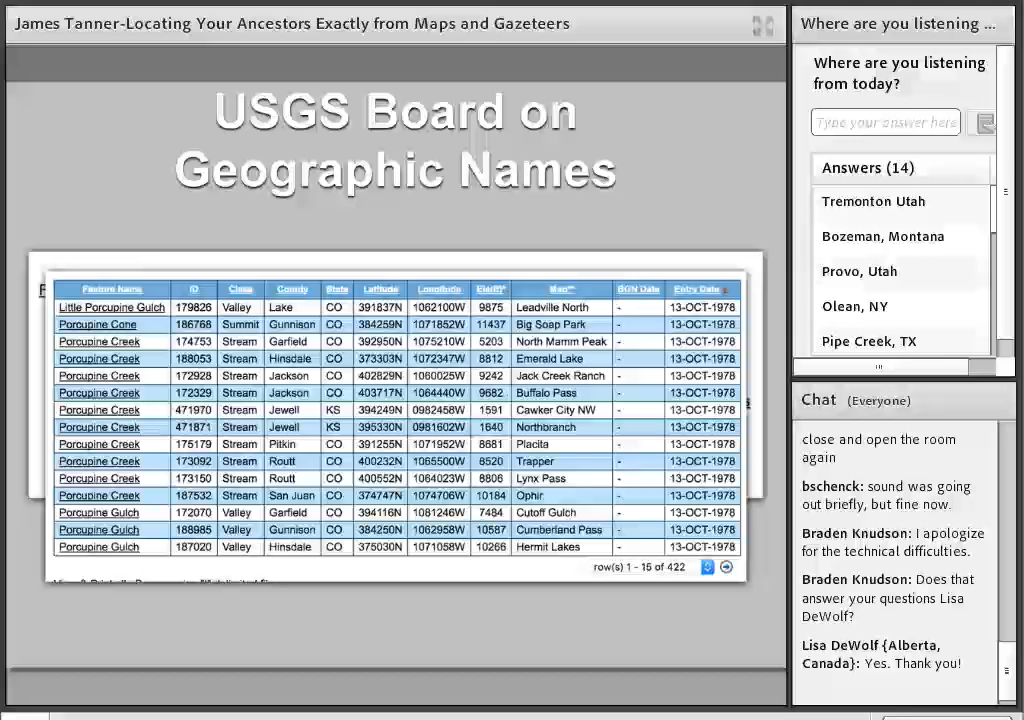 James Tanner-Locating Your Ancestors Exactly from Maps and Gazeteers
USGS Board on
Geographic Names
Feature Name ID Class County State Latitude Longitude Ele(ft)* Map** BGN Date Entry Date
Little Porcupine Gulch 179826 Valley Lake CO 391837N 1062100W 9875 Leadville North - 13-OCT-1978
Porcupine Cone 186768 Summit Gunnison CO 384259N 1071852W 11437 Big Soap Park - 13-OCT-1978
Porcupine Creek 174753 Stream Garfield CO 392950N 1075210W 5203 North Mamm Peak - 13-OCT-1978
Porcupine Creek 188053 Stream Hinsdale CO 373303N 1072347W 8812 Emerald Lake - 13-OCT-1978
Porcupine Creek 172928 Stream Jackson CO 402829N 1060025W 9242 Jack Creek Ranch - 13-OCT-1978
Porcupine Creek 172329 Stream Jackson CO 403717N 1064440W 9682 Buffalo Pass - 13-OCT-1978
Porcupine Creek 471970 Stream Jewell KS 394249N 0982458W 1591 Cawker City NW - 13-OCT-1978
Porcupine Creek 471871 Stream Jewell KS 395330N 0981602W 1640 Northbranch - 13-OCT-1978
Porcupine Creek 175179 Stream Pitkin CO 391255N 1071952W 8681 Placita - 13-OCT-1978
Porcupine Creek 173092 Stream Routt CO 400232N 1065500W 8520 Trapper - 13-OCT-1978
Porcupine Creek 173150 Stream Routt CO 400552N 1064023W 8806 Lynx Pass - 13-OCT-1978
Porcupine Creek 187532 Stream San Juan CO 374747N 1074706W 10184 Ophir - 13-OCT-1978
Porcupine Gulch 172070 Valley Garfield CO 394116N 1081246W 7484 Cutoff Gulch - 13-OCT-1978
Porcupine Gulch 188985 Valley Gunnison CO 384250N 1062958W 10587 Cumberland Pass - 13-OCT-1978
Porcupine Gulch 187020 Valley Hinsdale CO 375030N 1071058W 10266 Hermit Lakes - 13-OCT-1978
row(s) 1 - 15 of 422
Where are you listening ...
Where are you listening
from today?
Type your answer here
Answers (14)
Tremonton Utah
Bozeman, Montana
Provo, Utah
Olean, NY
Pipe Creek, TX
Chat (Everyone)
close and open the room
again
bschenck: sound was going
out briefly, but fine now.
Braden Knudson: I apologize
for the technical difficulties.
Braden Knudson: Does that
answer your questions Lisa
DeWolf?
Lisa DeWolf {Alberta,
Canada}: Yes. Thank you!